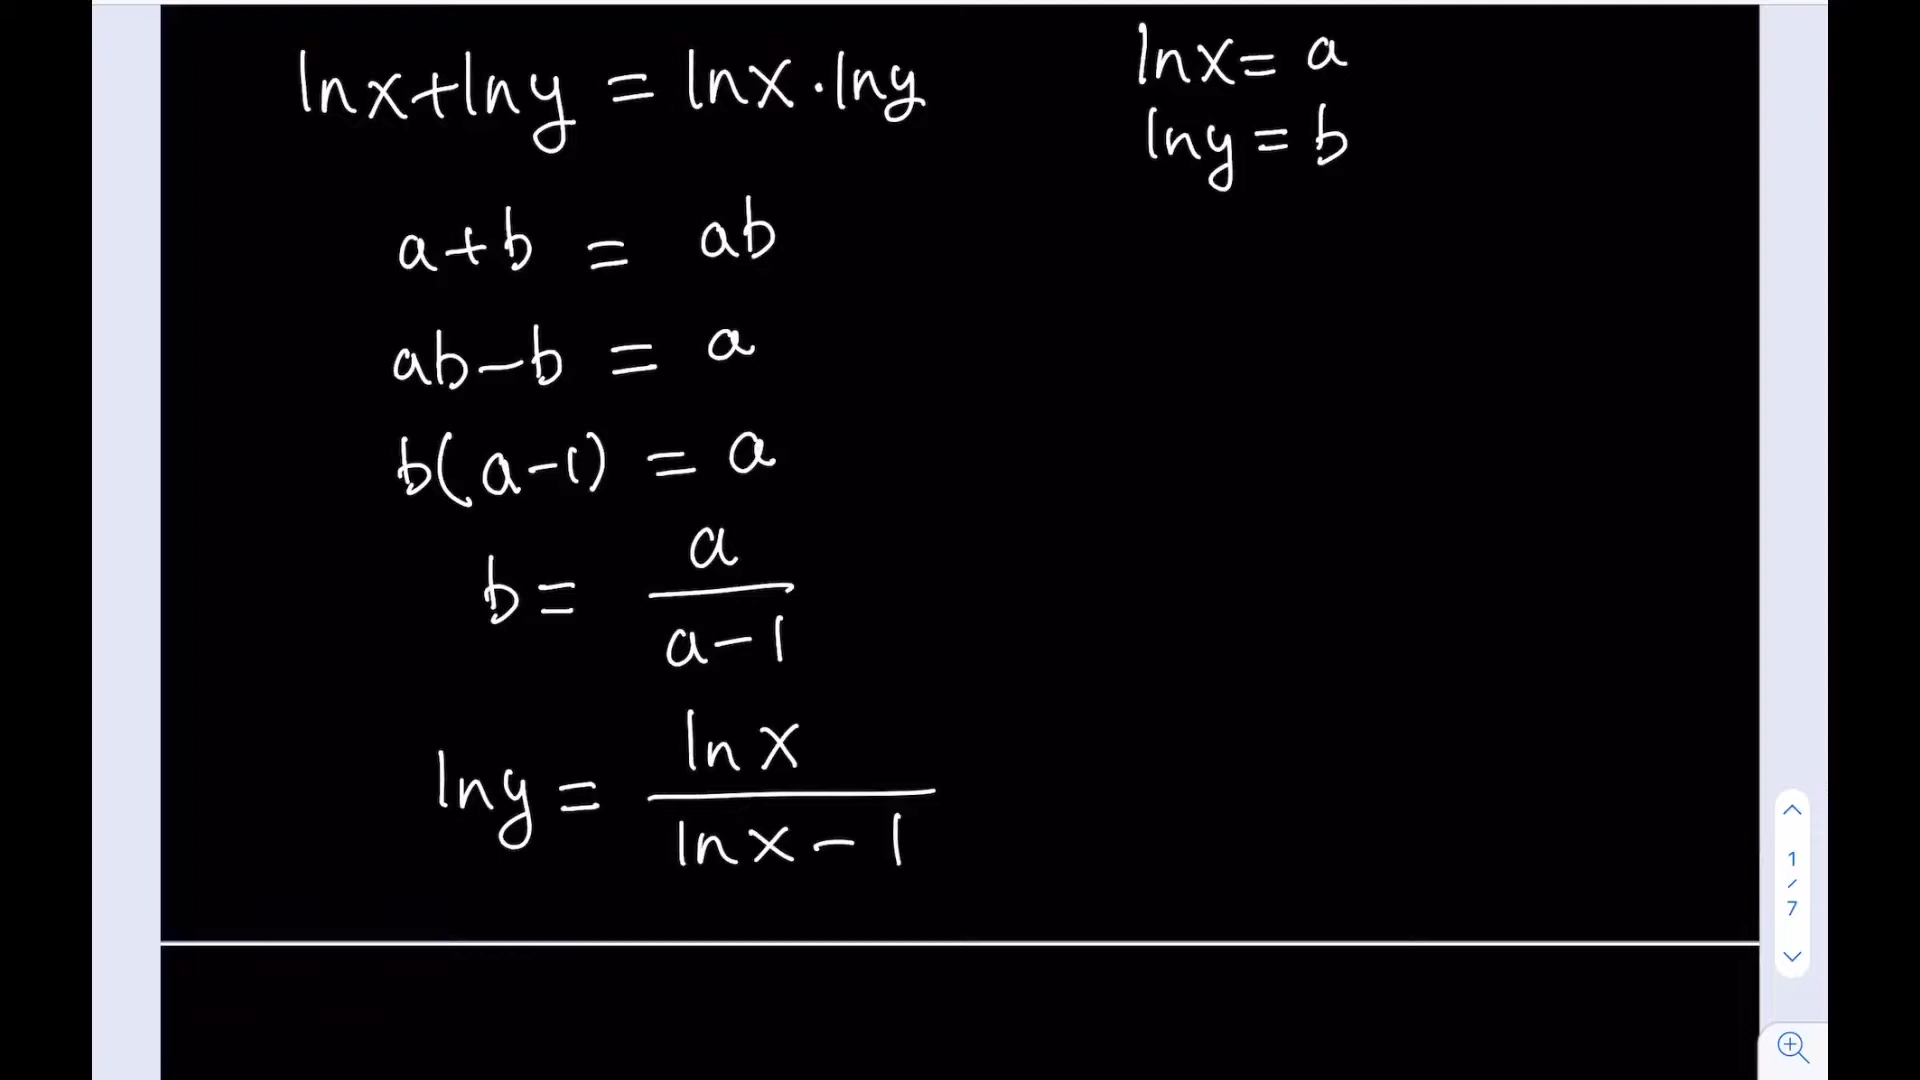 lnx+lny = lnx·lny
lnx= a
lny = b
a+b = ab
ab-b = a
b(a-1) = a
b= a
a-1
lny= lnx
lnx-1
1
/
7